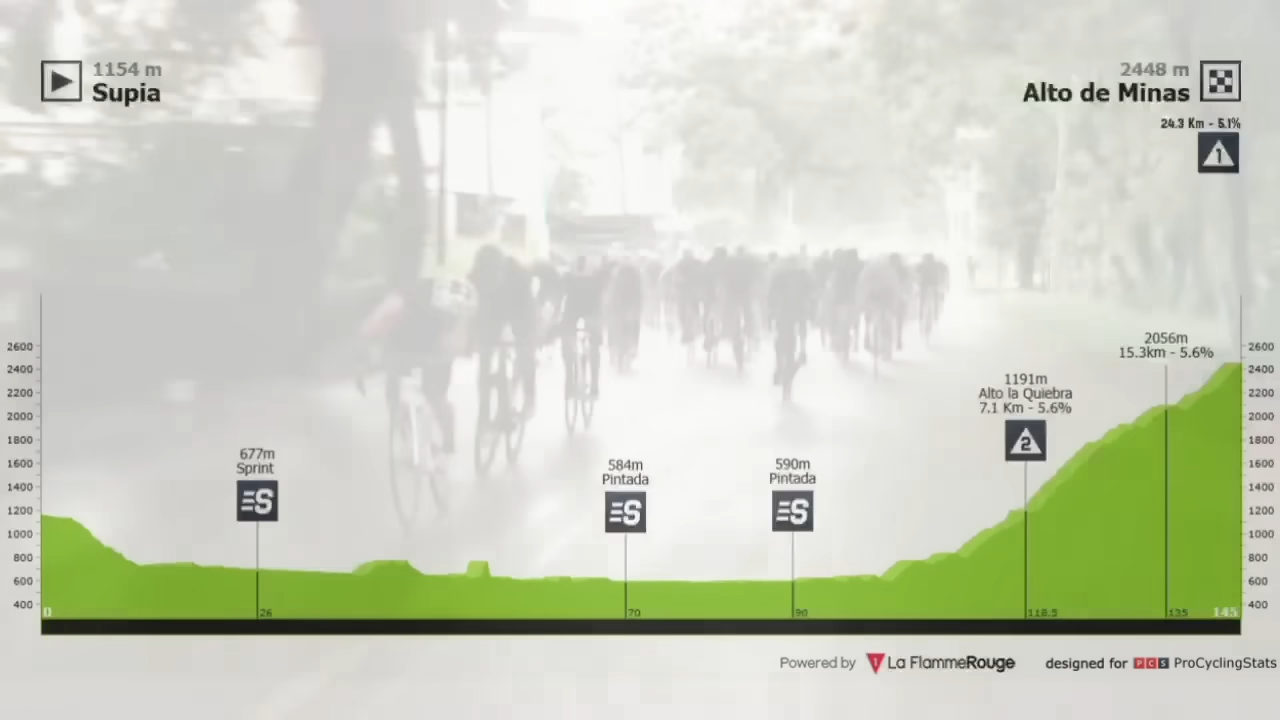 1154 m
Supia
2448 m
Alto de Minas
24.3 Km - 5.1%
1
2600
2400
2200
2000
1800
1600
1400
1200
1000
800
600
400
677m
Sprint
S
584m
Pintada
S
590m
Pintada
S
1191m
Alto la Quiebra
7.1 Km - 5.6%
2
2056m
15.3km - 5.6%
2600
2400
2200
2000
1800
1600
1400
1200
1000
800
600
400
0
26
70
90
118.5
135
145
Powered by La FlammeRouge designed for PCS ProCyclingStats